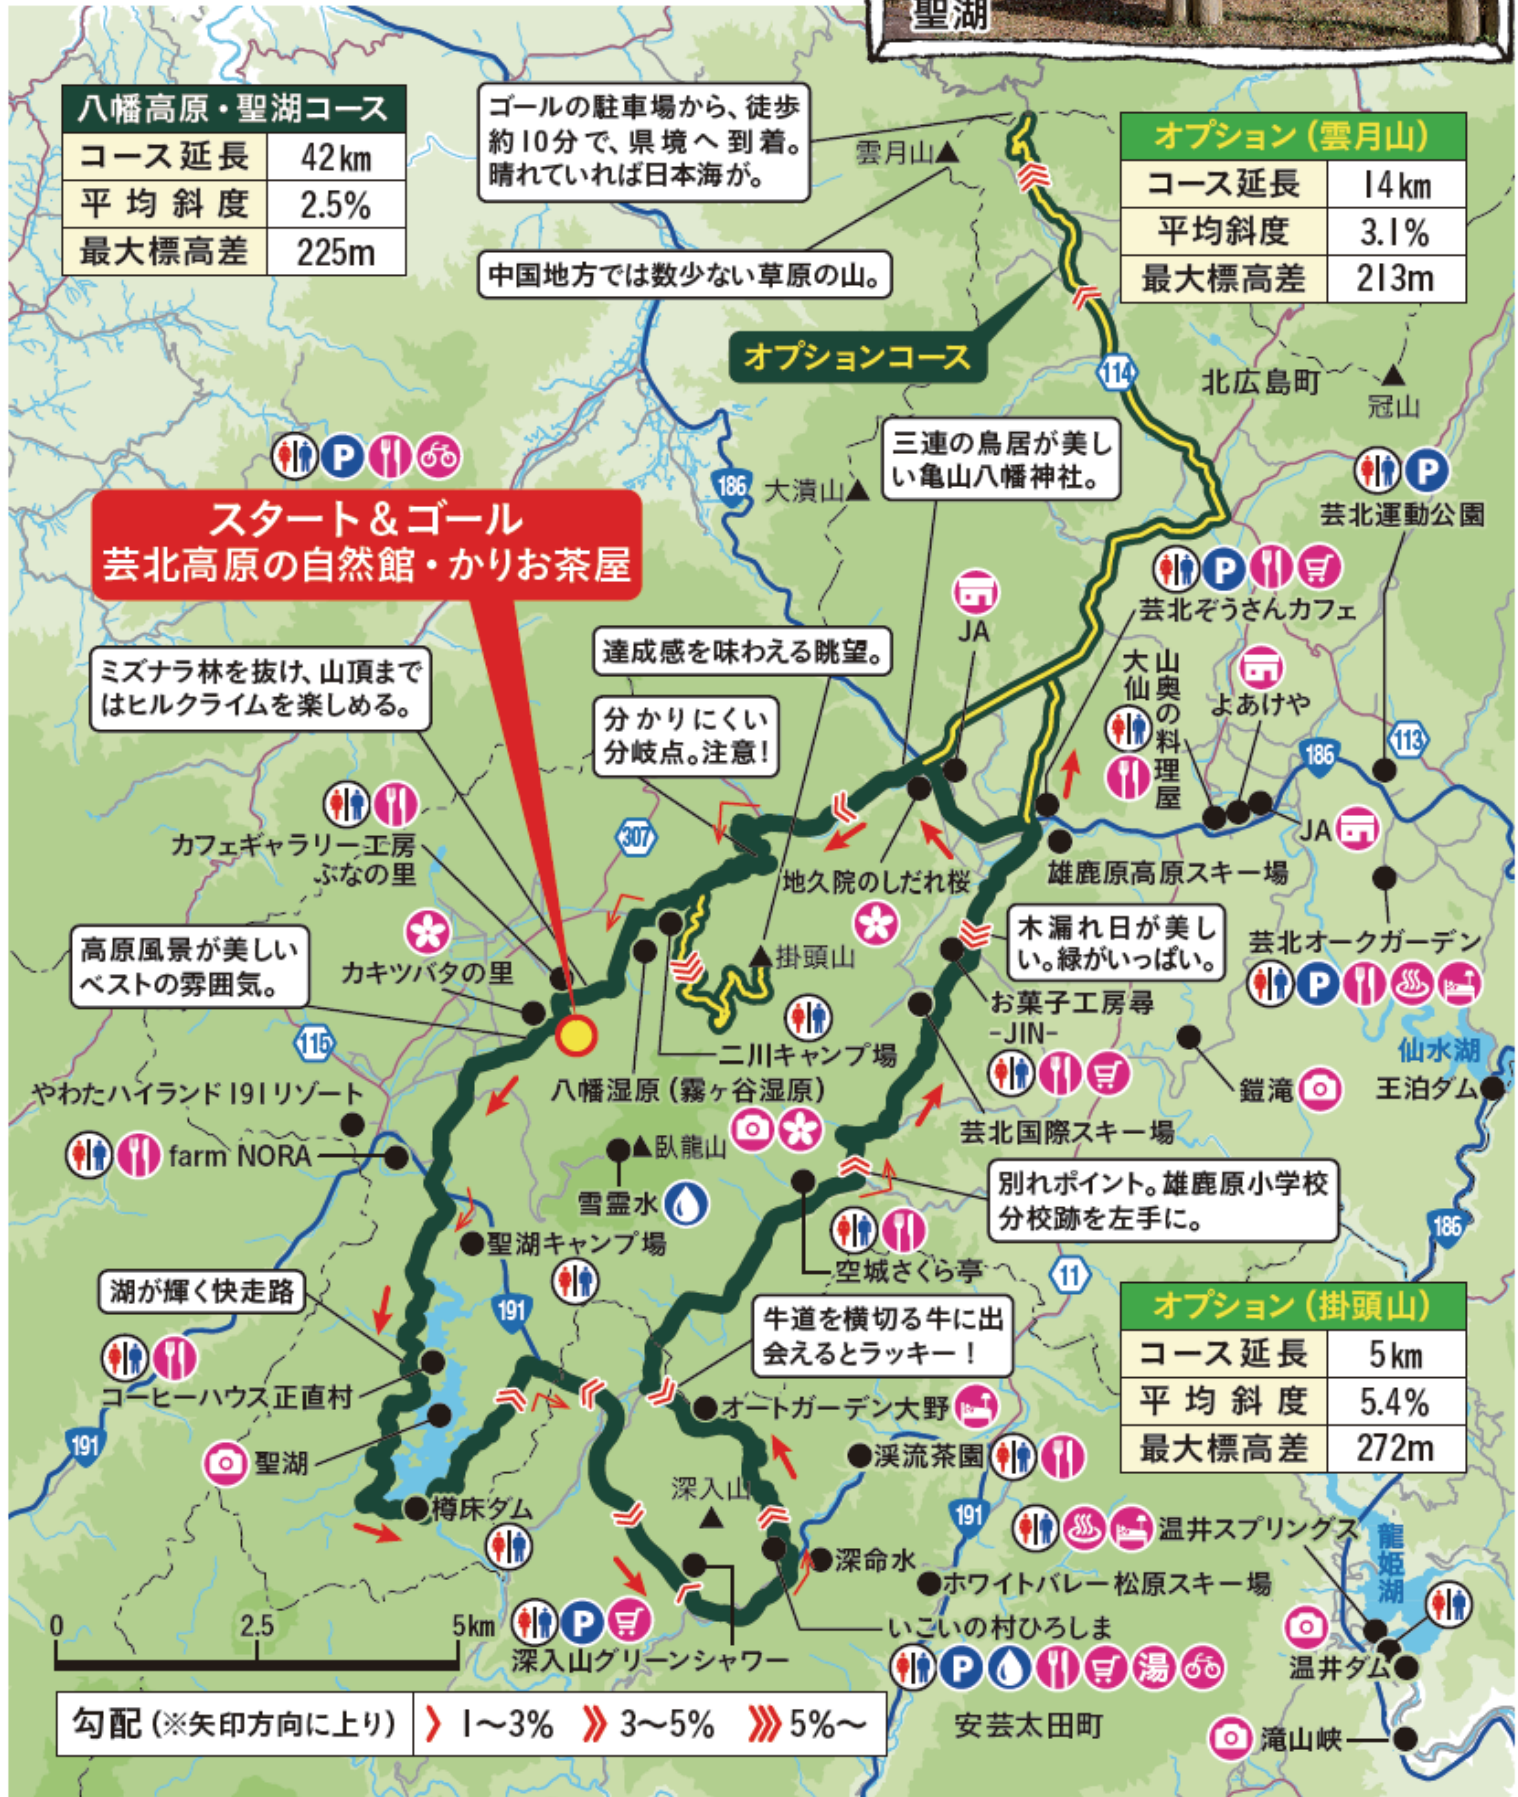 聖湖
八幡高原・聖湖コース
コース延長 42km
平均斜度 2.5%
最大標高差 225m
ゴールの駐車場から、徒歩
約10分で、県境へ到着。
晴れていれば日本海が。
雲月山
オプション(雲月山)
コース延長 14km
平均斜度 3.1%
最大標高差 213m
中国地方では数少ない草原の山。
オプションコース
114
北広島町
冠山
三連の鳥居が美し
い亀山八幡神社。
P
186
大潰山
P
芸北運動公園
スタート&ゴール
芸北高原の自然館・かりお茶屋
P
芸北ぞうさんカフェ
JA
達成感を味わえる眺望。
ミズナラ林を抜け、山頂まで
はヒルクライムを楽しめる。
分かりにくい
分岐点。注意!
山奥の料理屋
大仙
よあけや
186
113
JA
カフェギャラリー工房
ぶなの里
307
地久院のしだれ桜
雄鹿原高原スキー場
高原風景が美しい
ベストの雰囲気。
カキツバタの里
掛頭山
木漏れ日が美し
い。緑がいっぱい。
芸北オークガーデン
P
お菓子工房尋
-JIN-
二川キャンプ場
115
八幡湿原(霧ヶ谷湿原)
仙水湖
王泊ダム
鎧滝
やわたハイランド191リゾート
farm NORA
臥龍山
雪霊水
芸北国際スキー場
別れポイント。雄鹿原小学校
分校跡を左手に。
186
聖湖キャンプ場
空城さくら亭
11
湖が輝く快走路
191
牛道を横切る牛に出
会えるとラッキー!
オプション(掛頭山)
コース延長 5km
平均斜度 5.4%
最大標高差 272m
コーヒーハウス正直村
オートガーデン大野
191
聖湖
渓流茶園
深入山
樽床ダム
191
温井スプリングス
龍姫湖
深命水
ホワイトバレー松原スキー場
0 2.5 5km
P
深入山グリーンシャワー
いこいの村ひろしま
P 湯
温井ダム
勾配(※矢印方向に上り) 1〜3% 3〜5% 5%〜
安芸太田町
滝山峡